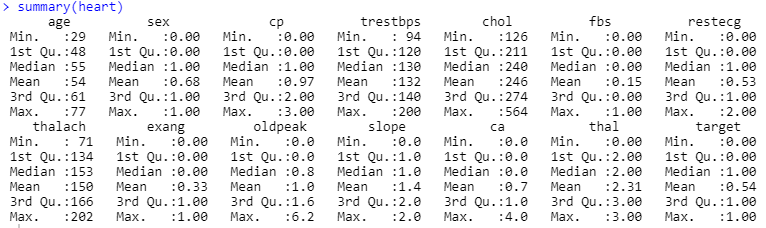 > summary(heart)
age sex cp trestbps chol fbs restecg
Min. :29 Min. :0.00 Min. :0.00 Min. : 94 Min. :126 Min. :0.00 Min. :0.00
1st Qu.:48 1st Qu.:0.00 1st Qu.:0.00 1st Qu.:120 1st Qu.:211 1st Qu.:0.00 1st Qu.:0.00
Median :55 Median :1.00 Median :1.00 Median :130 Median :240 Median :0.00 Median :1.00
Mean :54 Mean :0.68 Mean :0.97 Mean :132 Mean :246 Mean :0.15 Mean :0.53
3rd Qu.:61 3rd Qu.:1.00 3rd Qu.:2.00 3rd Qu.:140 3rd Qu.:274 3rd Qu.:0.00 3rd Qu.:1.00
Max. :77 Max. :1.00 Max. :3.00 Max. :200 Max. :564 Max. :1.00 Max. :2.00
thalach exang oldpeak slope ca thal target
Min. : 71 Min. :0.00 Min. :0.0 Min. :0.0 Min. :0.0 Min. :0.00 Min. :0.00
1st Qu.:134 1st Qu.:0.00 1st Qu.:0.0 1st Qu.:1.0 1st Qu.:0.0 1st Qu.:2.00 1st Qu.:0.00
Median :153 Median :0.00 Median :0.8 Median :1.0 Median :0.0 Median :2.00 Median :1.00
Mean :150 Mean :0.33 Mean :1.0 Mean :1.4 Mean :0.7 Mean :2.31 Mean :0.54
3rd Qu.:166 3rd Qu.:1.00 3rd Qu.:1.6 3rd Qu.:2.0 3rd Qu.:1.0 3rd Qu.:3.00 3rd Qu.:1.00
Max. :202 Max. :1.00 Max. :6.2 Max. :2.0 Max. :4.0 Max. :3.00 Max. :1.00